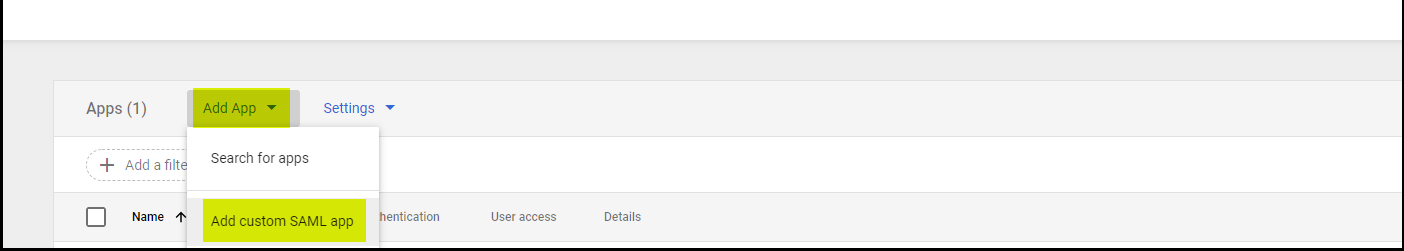 Apps (1) Add App Settings
Search for apps
Add a filte
Add custom SAML app
Name hentication User access Details